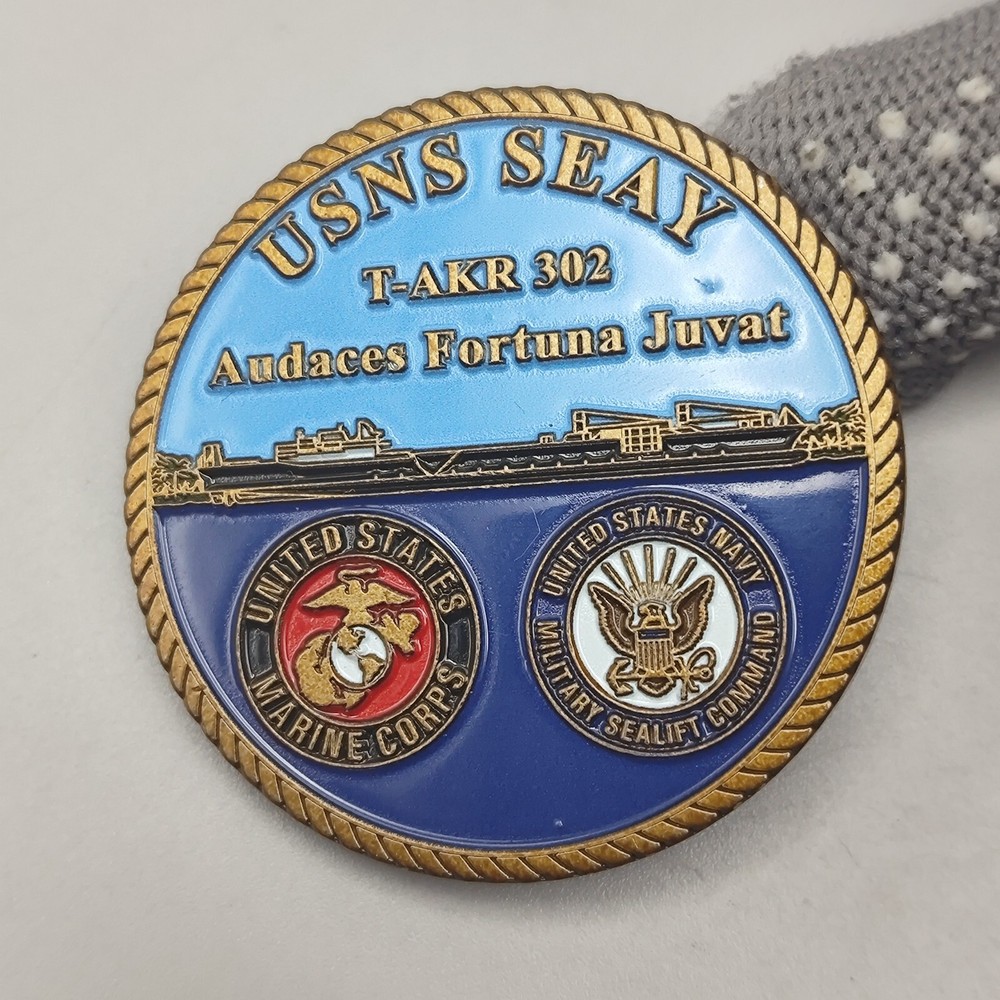 USNS SEAY
T-AKR 302
Audaces Fortuna Juvat
UNITED STATES
MARINE CORPS
UNITED STATES NAVY
MILITARY SEALIFT COMMAND